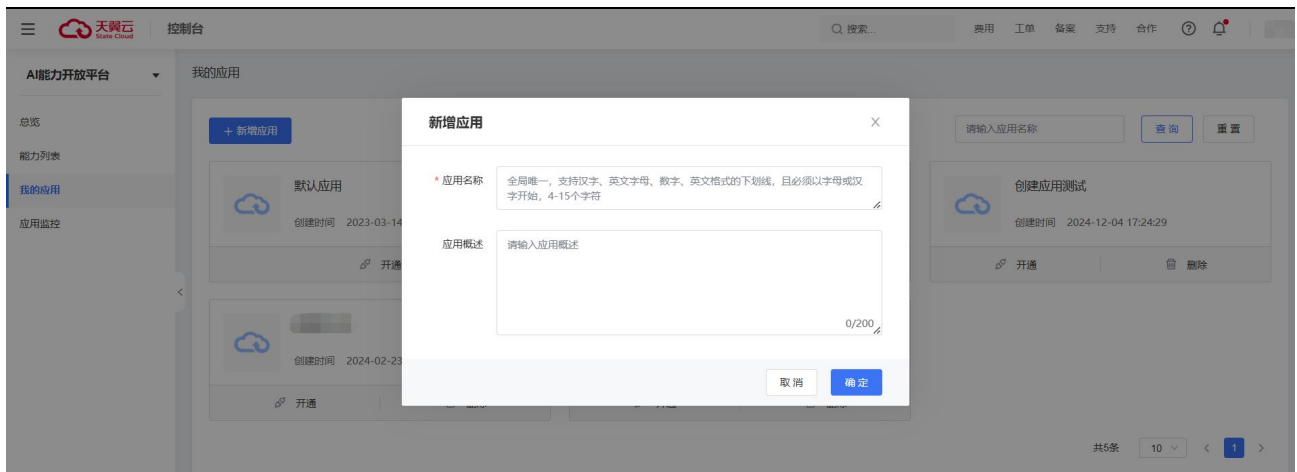 天翼云
State Cloud
控制台
搜索...
费用 工单 备案 支持 合作
AI能力开放平台
我的应用
总览
能力列表
我的应用
应用监控
+ 新增应用
请输入应用名称
查询
重置
默认应用
创建时间 2023-03-14
开通
创建应用测试
创建时间 2024-12-04 17:24:29
开通
删除
创建时间 2024-02-23
开通
新增应用
* 应用名称
全局唯一，支持汉字、英文字母、数字、英文格式的下划线，且必须以字母或汉
字开始，4-15个字符
应用概述
请输入应用概述
0/200
取消
确定
共5条
10
1